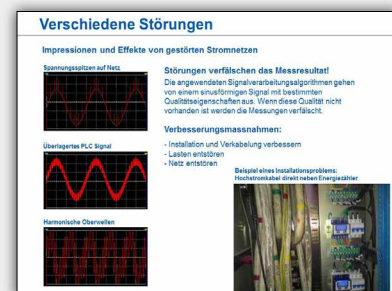 Verschiedene Störungen
Impressionen und Effekte von gestörten Stromnetzen
Spannungsspitzen auf Netz
Störungen verfälschen das Messresultat!
Die angewendeten Signalverarbeitungsalgorithmen gehen
von einem sinusförmigen Signal mit bestimmten
Qualitätseigenschaften aus. Wenn diese Qualität nicht
vorhanden ist werden die Messungen verfälscht.
Verbesserungsmassnahmen:
- Installation und Verkabelung verbessern
- Lasten entstören
- Netz entstören
Überlagertes PLC Signal
Beispiel eines Installationsproblems:
Hochstromkabel direkt neben Energiezähler
Harmonische Oberwellen